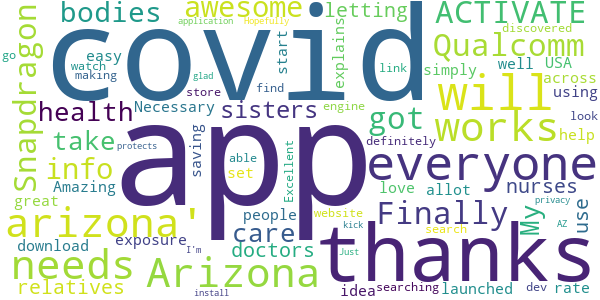 bodies awesome letting ACTIVATE
application Hopefully discovered
covid
Snapdragon
go watch easy making
start explains
link simply well USA
Qualcomm
glad store find
across
health Necessary sisters
saving engine
got will using
take app works help look
definitely
protects
info Amazing able set
Excellent
everyone
love allot nurses
great people
arizona'
website
Finally My use
privacy
kick Just search AZ
download exposure care
I'm
doctors thanks
needs Arizona
relatives install
idea searching launched dev rate